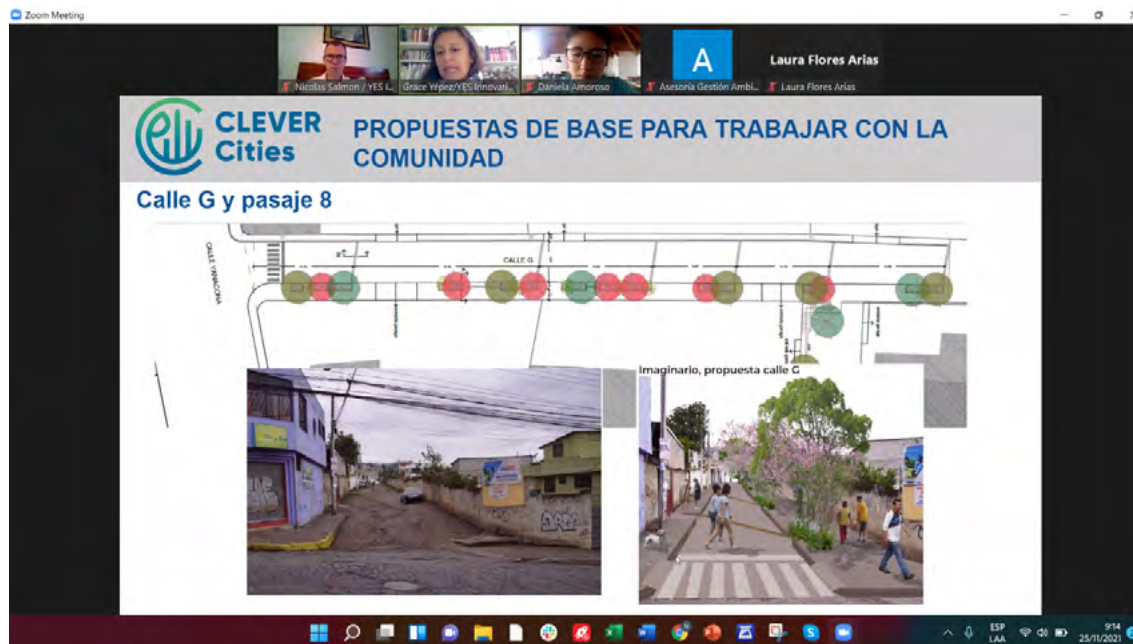 Zoom Meeting
A
Laura Flores Arias
Nicolas Salmon / YES I...
Grace Yépez/YES Innovati...
Daniela Amoroso
Asesoría Gestión Ambi...
Laura Flores Arias
CLEVER
Cities
PROPUESTAS DE BASE PARA TRABAJAR CON LA
COMUNIDAD
Calle G y pasaje 8
CALLE YANACONA
CALLE G
Imaginario, propuesta calle G
ESP
LAA
9:14
25/11/2021